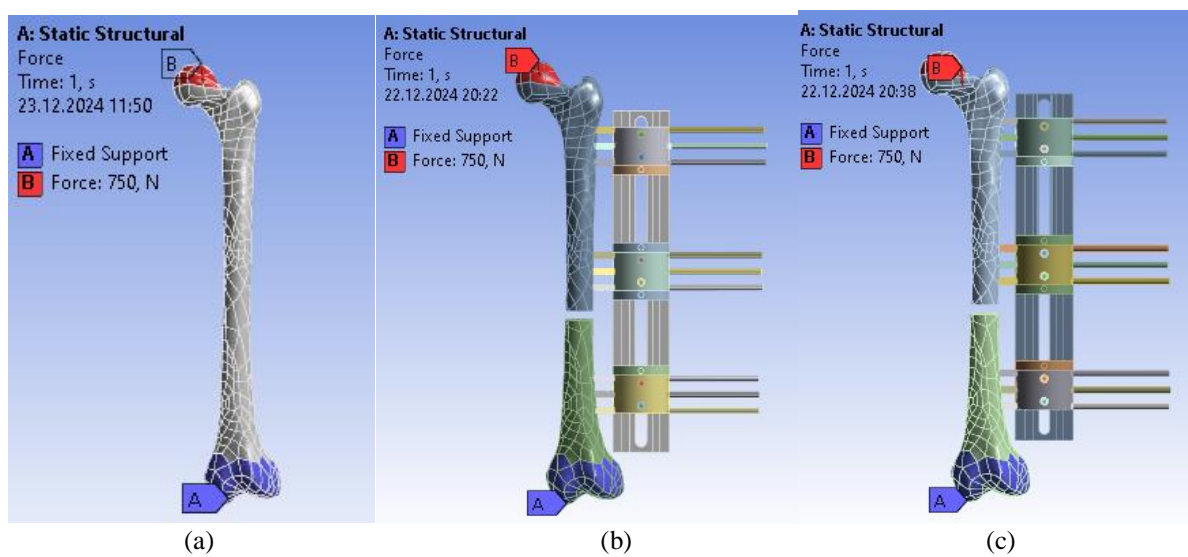 A: Static Structural
Force
Time: 1, s
23.12.2024 11:50
A Fixed Support
B Force: 750, N
B
A
(a)
A: Static Structural
Force
Time: 1, s
22.12.2024 20:22
A Fixed Support
B Force: 750, N
B
A
(b)
A: Static Structural
Force
Time: 1, s
22.12.2024 20:38
A Fixed Support
B Force: 750, N
B
A
(c)